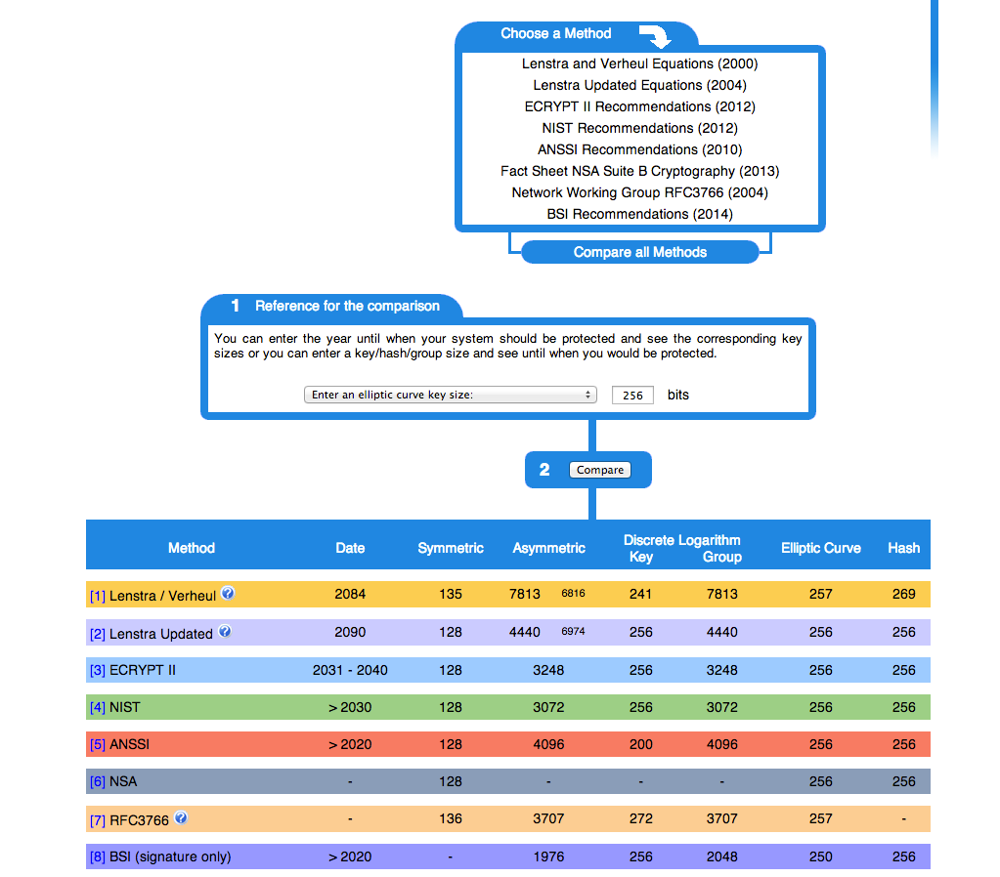 Choose a Method
Lenstra and Verheul Equations (2000)
Lenstra Updated Equations (2004)
ECRYPT II Recommendations (2012)
NIST Recommendations (2012)
ANSSI Recommendations (2010)
Fact Sheet NSA Suite B Cryptography (2013)
Network Working Group RFC3766 (2004)
BSI Recommendations (2014)
Compare all Methods
1 Reference for the comparison
You can enter the year until when your system should be protected and see the corresponding key
sizes or you can enter a key/hash/group size and see until when you would be protected.
Enter an elliptic curve key size: 256 bits
2 Compare
Method Date Symmetric Asymmetric Discrete Logarithm Key Group Elliptic Curve Hash
[1] Lenstra / Verheul ? 2084 135 7813 6816 241 7813 257 269
[2] Lenstra Updated ? 2090 128 4440 6974 256 4440 256 256
[3] ECRYPT II 2031 - 2040 128 3248 256 3248 256 256
[4] NIST > 2030 128 3072 256 3072 256 256
[5] ANSSI > 2020 128 4096 200 4096 256 256
[6] NSA - 128 - - - 256 256
[7] RFC3766 ? - 136 3707 272 3707 257 -
[8] BSI (signature only) > 2020 - 1976 256 2048 250 256